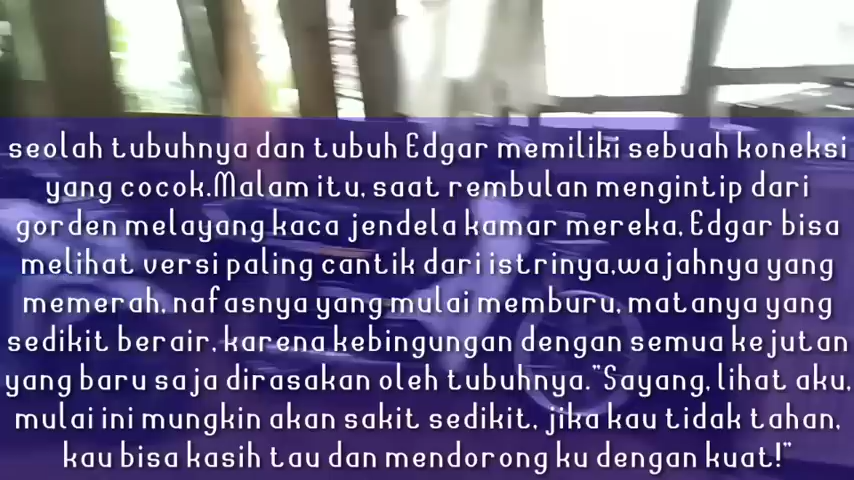 seolah tubuhnya dan tubuh Edgar memiliki sebuah koneksi
yang cocok.Malam itu, saat rembulan mengintip dari
gorden melayang kaca jendela kamar mereka, Edgar bisa
melihat versi paling cantik dari istrinya,wajahnya yang
memerah, nafasnya yang mulai memburu, matanya yang
sedikit berair, karena kebingungan dengan semua kejutan
yang baru saja dirasakan oleh tubuhnya."Sayang, lihat aku,
mulai ini mungkin akan sakit sedikit, jika kau tidak tahan,
kau bisa kasih tau dan mendorong ku dengan kuat!"